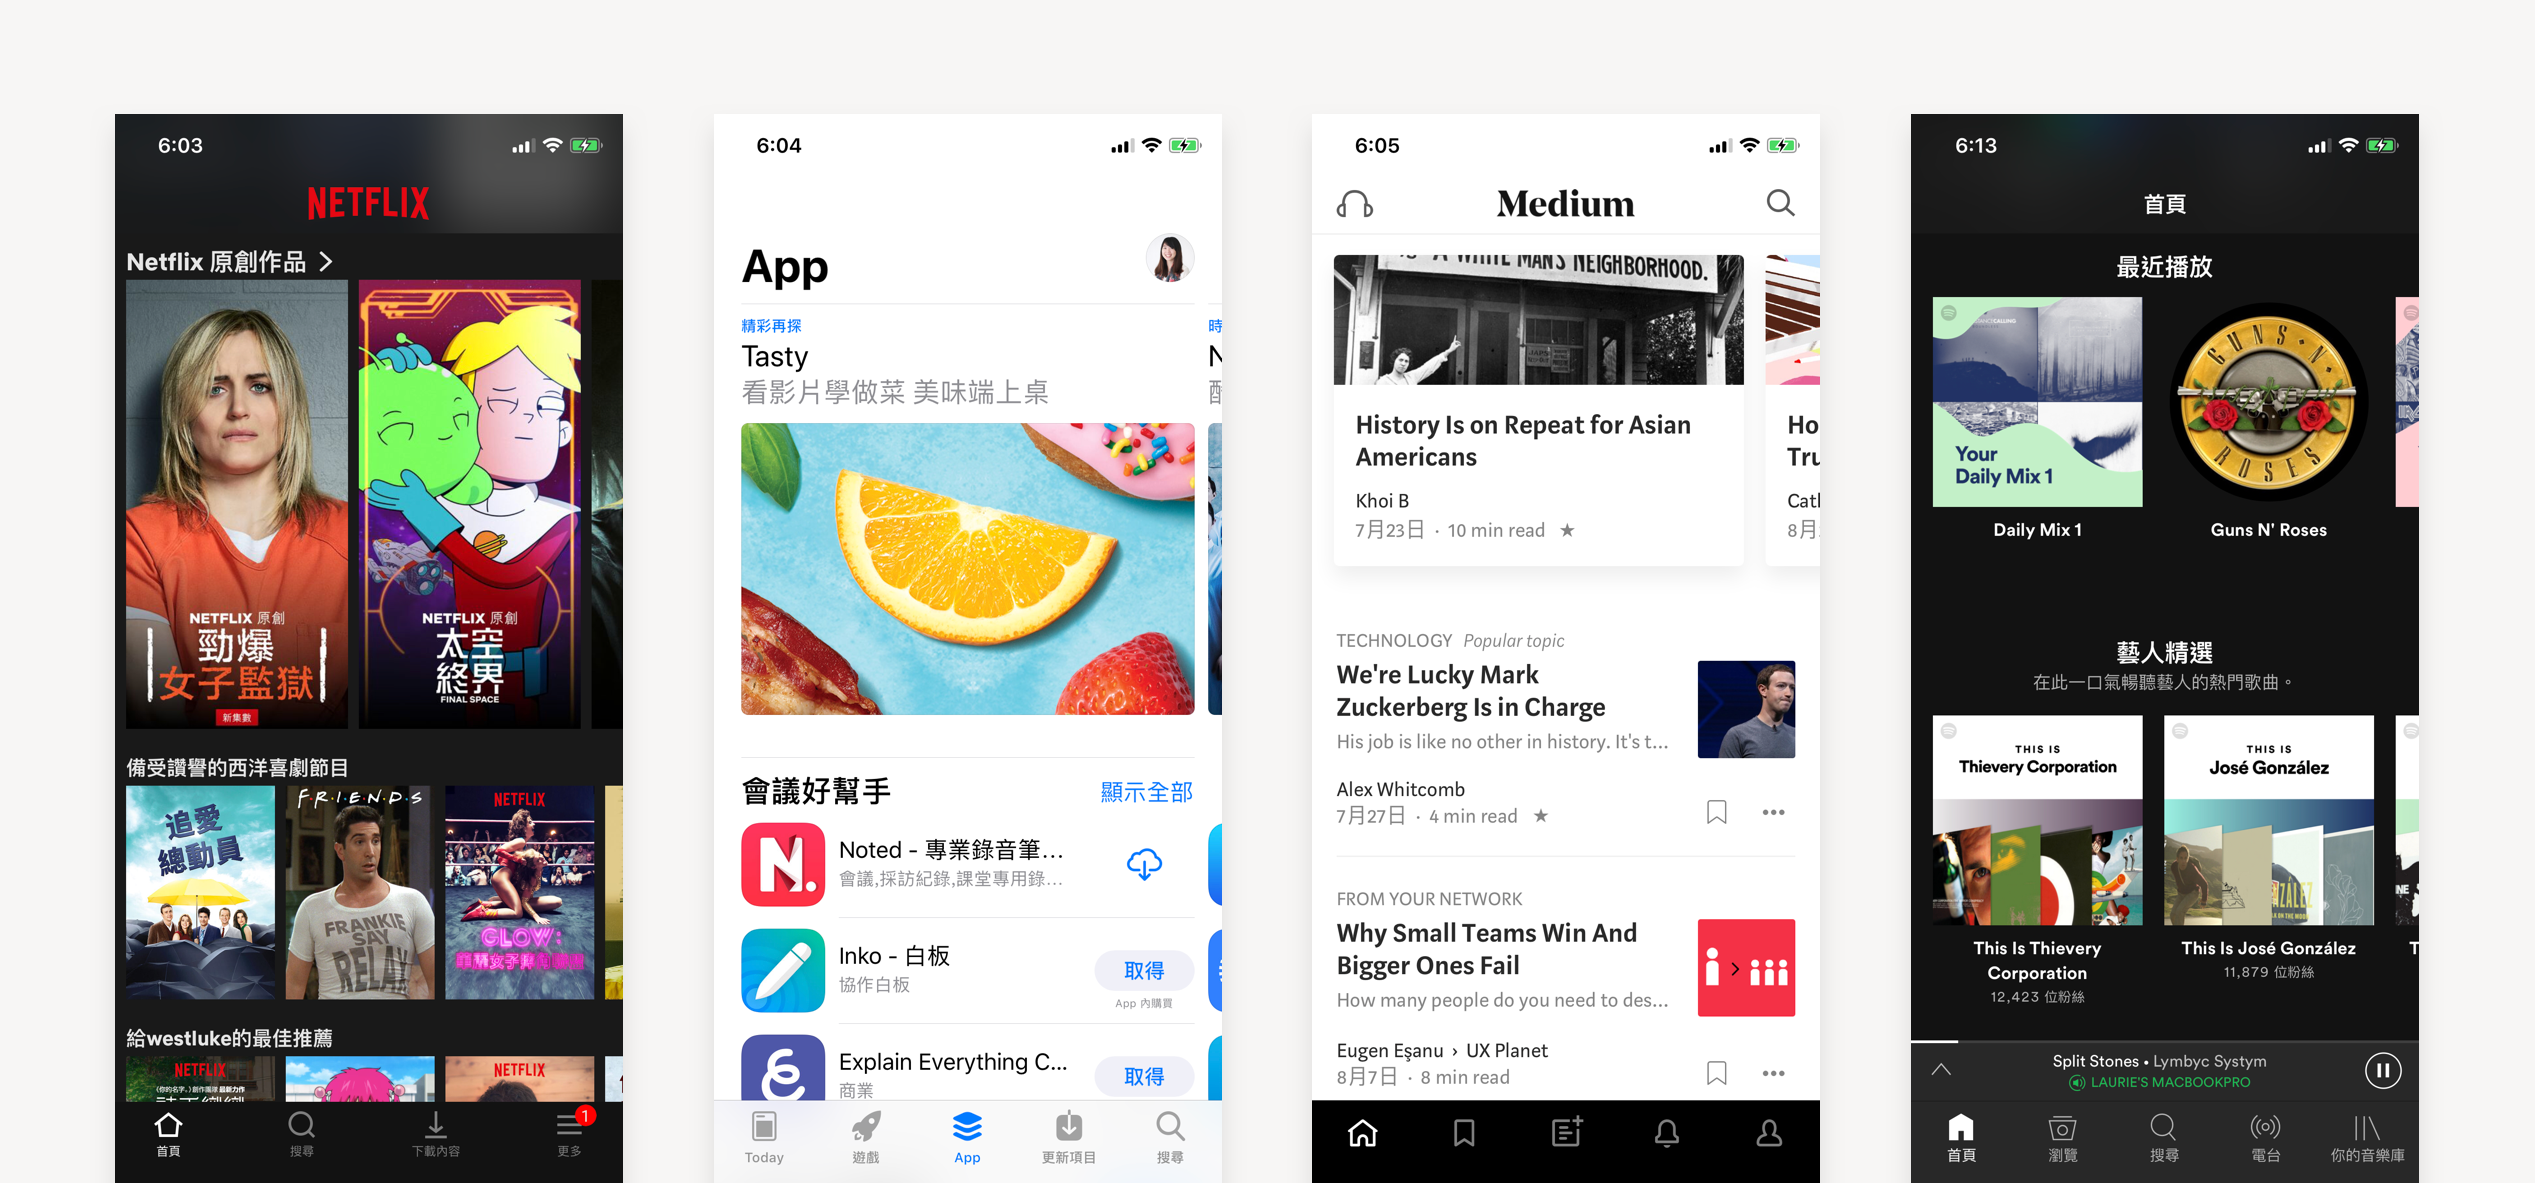 6:03
NETFLIX
Netflix 原創作品
NETFLIX 原創
勁爆
女子監獄
新集數
NETFLIX 原創
太空
終界
FINAL SPACE
備受讚譽的西洋喜劇節目
追愛
總動員
F·R·I·E·N·D·S
FRANKIE
SAY
RELAX
NETFLIX
GLOW:
給westluke的最佳推薦
NETFLIX
NETFLIX
首頁
搜尋
下載內容
更多
1
6:04
App
精彩再探
Tasty
看影片學做菜 美味端上桌
時
會議好幫手
顯示全部
Noted - 專業錄音筆...
會議,採訪紀錄,課堂專用錄...
Inko - 白板
協作白板
取得
App 內購買
Explain Everything C...
商業
取得
Today
遊戲
App
更新項目
搜尋
6:05
Medium
A WHITE MAN'S NEIGHBORHOOD.
JAPS
History Is on Repeat for Asian
Americans
Khoi B
7月23日 · 10 min read ★
Ho
Tru
Cath
8月
TECHNOLOGY Popular topic
We're Lucky Mark
Zuckerberg Is in Charge
His job is like no other in history. It's t...
Alex Whitcomb
7月27日 · 4 min read ★
FROM YOUR NETWORK
Why Small Teams Win And
Bigger Ones Fail
How many people do you need to des...
Eugen Eşanu › UX Planet
8月7日 · 8 min read
6:13
首頁
最近播放
Your
Daily Mix 1
GUNS N' ROSES
Daily Mix 1
Guns N' Roses
藝人精選
在此一口氣暢聽藝人的熱門歌曲。
THIS IS
Thievery Corporation
THIS IS
José González
This Is Thievery
Corporation
12,423 位粉絲
This Is José González
11,879 位粉絲
T
Split Stones • Lymbyc Systym
LAURIE'S MACBOOKPRO
首頁
瀏覽
搜尋
電台
你的音樂庫